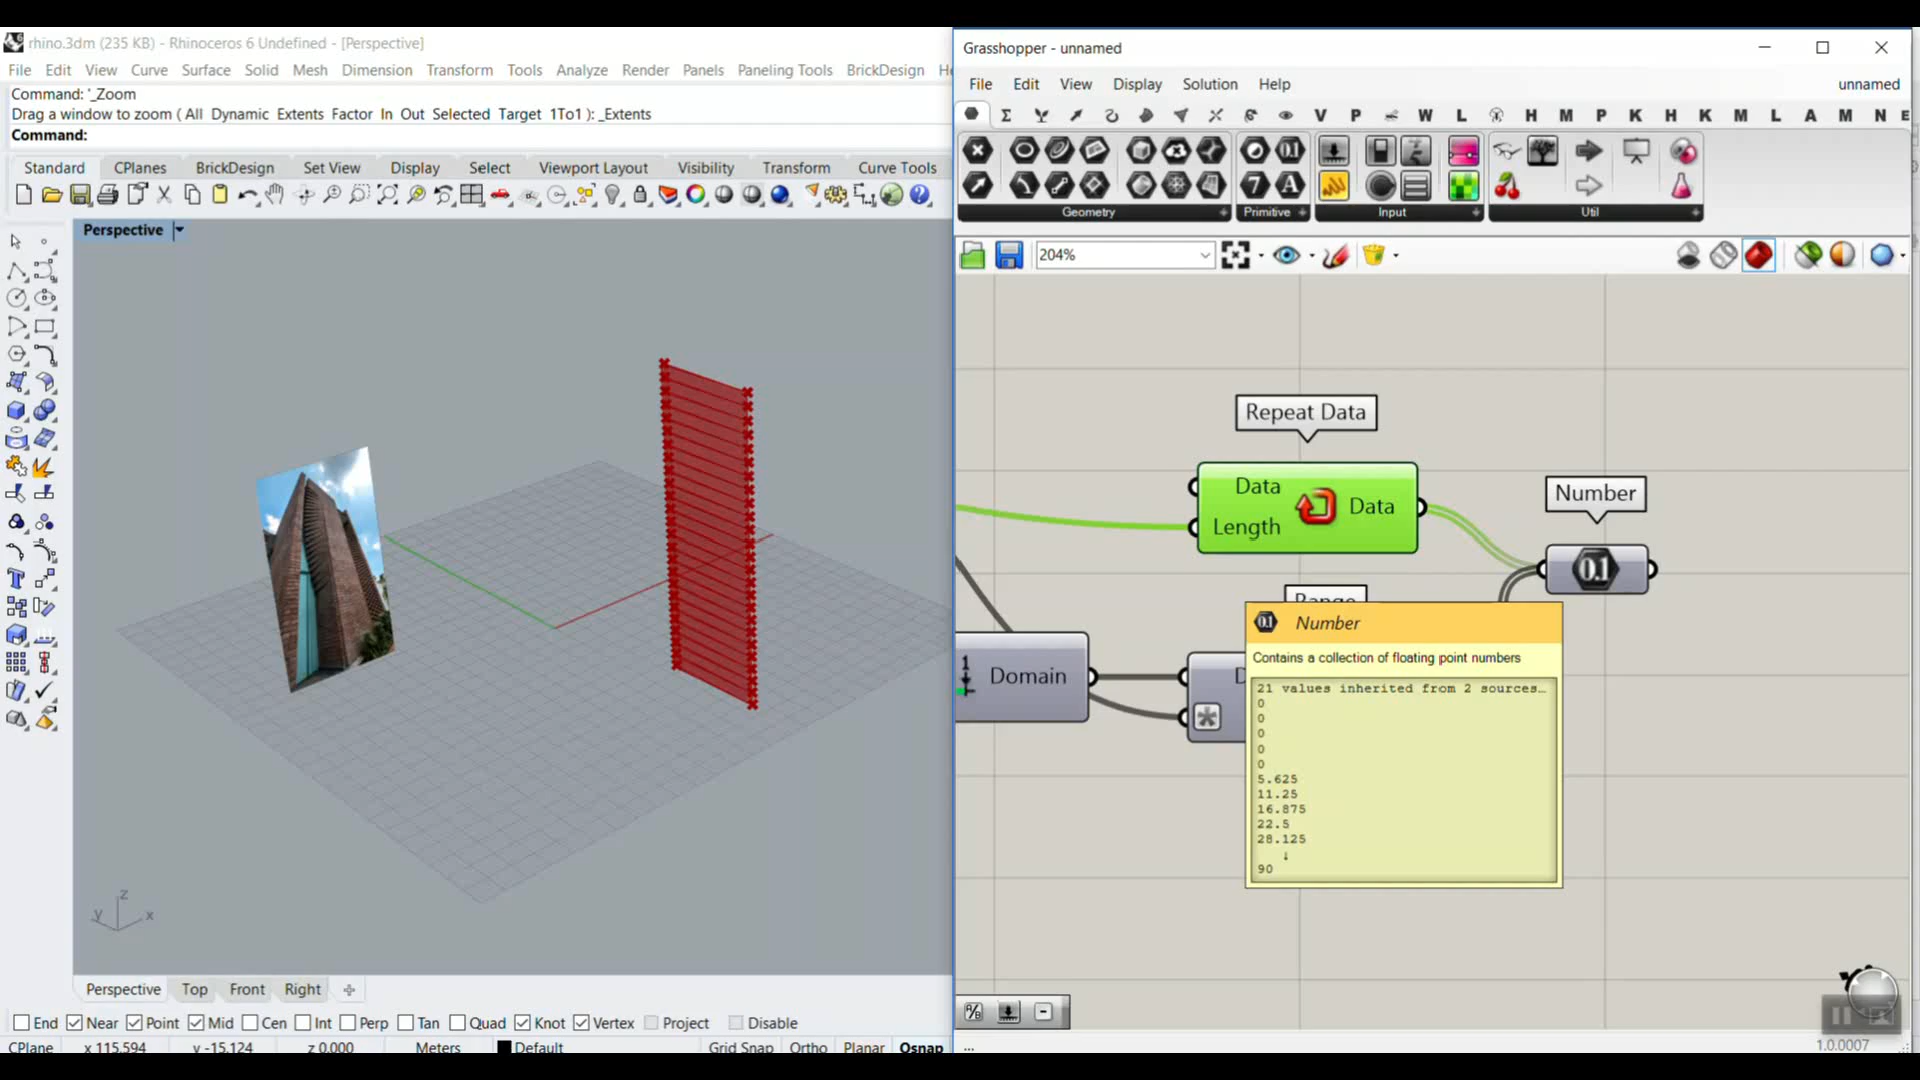 rhino.3dm (235 KB) - Rhinoceros 6 Undefined - [Perspective]
File Edit View Curve Surface Solid Mesh Dimension Transform Tools Analyze Render Panels Paneling Tools BrickDesign
Command: '_Zoom
Drag a window to zoom ( All Dynamic Extents Factor In Out Selected Target 1To1 ): _Extents
Command:
Standard CPlanes BrickDesign Set View Display Select Viewport Layout Visibility Transform Curve Tools
Perspective
z
y x
Perspective Top Front Right
End Near Point Mid Cen Int Perp Tan Quad Knot Vertex Project Disable
CPlane x 115.594 y -15.124 z 0.000 Meters Default Grid Snap Ortho Planar Osnap
Grasshopper - unnamed
File Edit View Display Solution Help unnamed
V P W L H M P K H K M L A M N E
Geometry Primitive Input Util
204%
Repeat Data
Data
Length
Data
Number
0.1
Range
Domain
D
Number
Contains a collection of floating point numbers
21 values inherited from 2 sources…
0
0
0
0
0
5.625
11.25
16.875
22.5
28.125
↓
90
...
1.0.0007